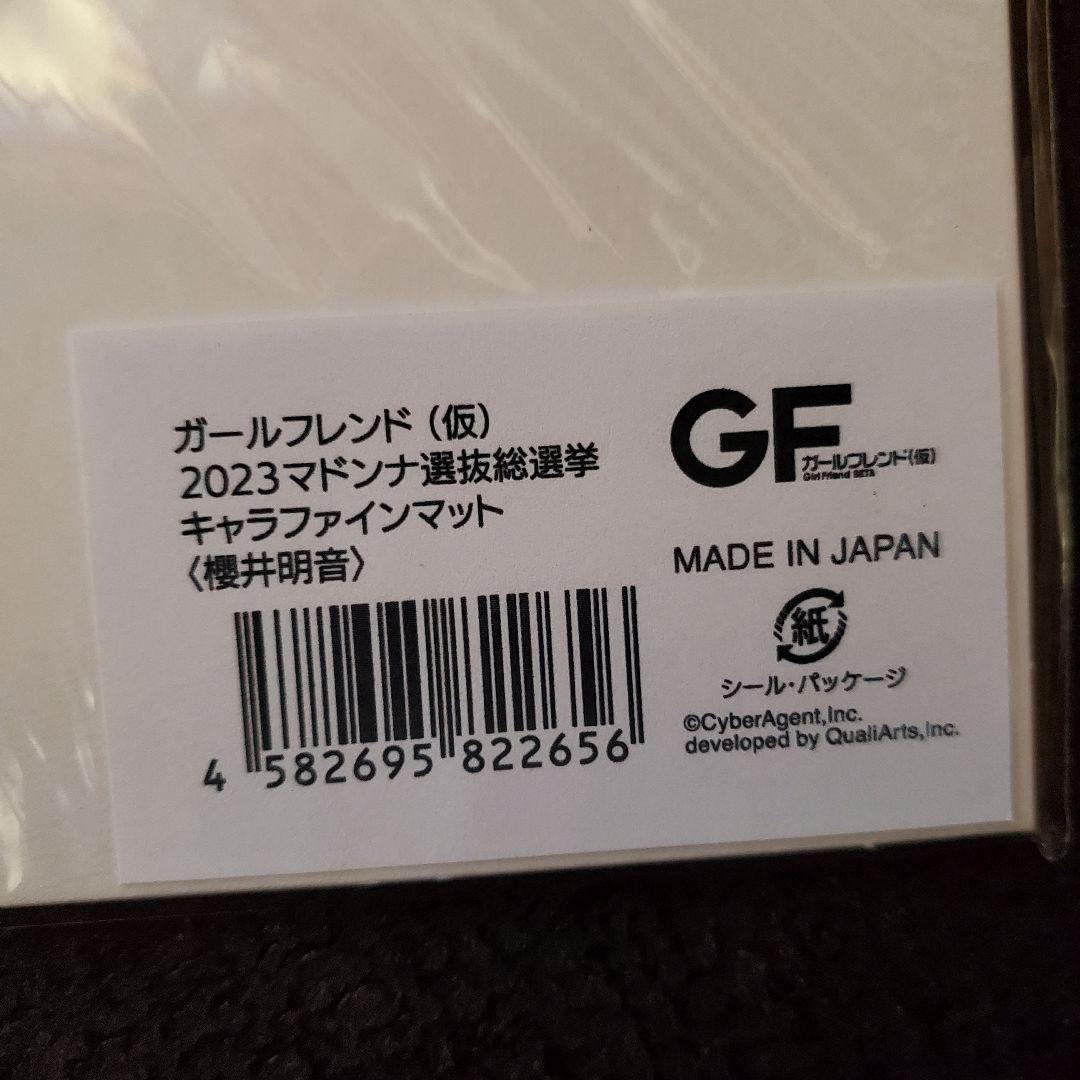 ガールフレンド（仮）
2023マドンナ選抜総選挙
キャラファインマット
〈櫻井明音〉
4 582695 822656
GF
ガールフレンド(仮)
Girl Friend BETA
MADE IN JAPAN
紙
シール・パッケージ
©CyberAgent,Inc.
developed by QualiArts,Inc.